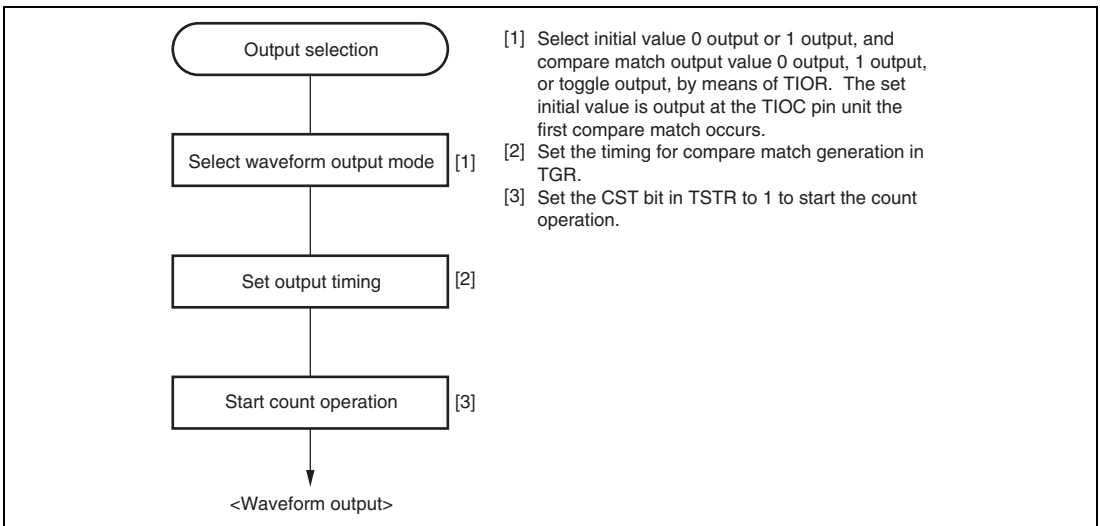 Output selection
Select waveform output mode [1]
Set output timing [2]
Start count operation [3]
<Waveform output>
[1] Select initial value 0 output or 1 output, and
compare match output value 0 output, 1 output,
or toggle output, by means of TIOR. The set
initial value is output at the TIOC pin unit the
first compare match occurs.
[2] Set the timing for compare match generation in
TGR.
[3] Set the CST bit in TSTR to 1 to start the count
operation.